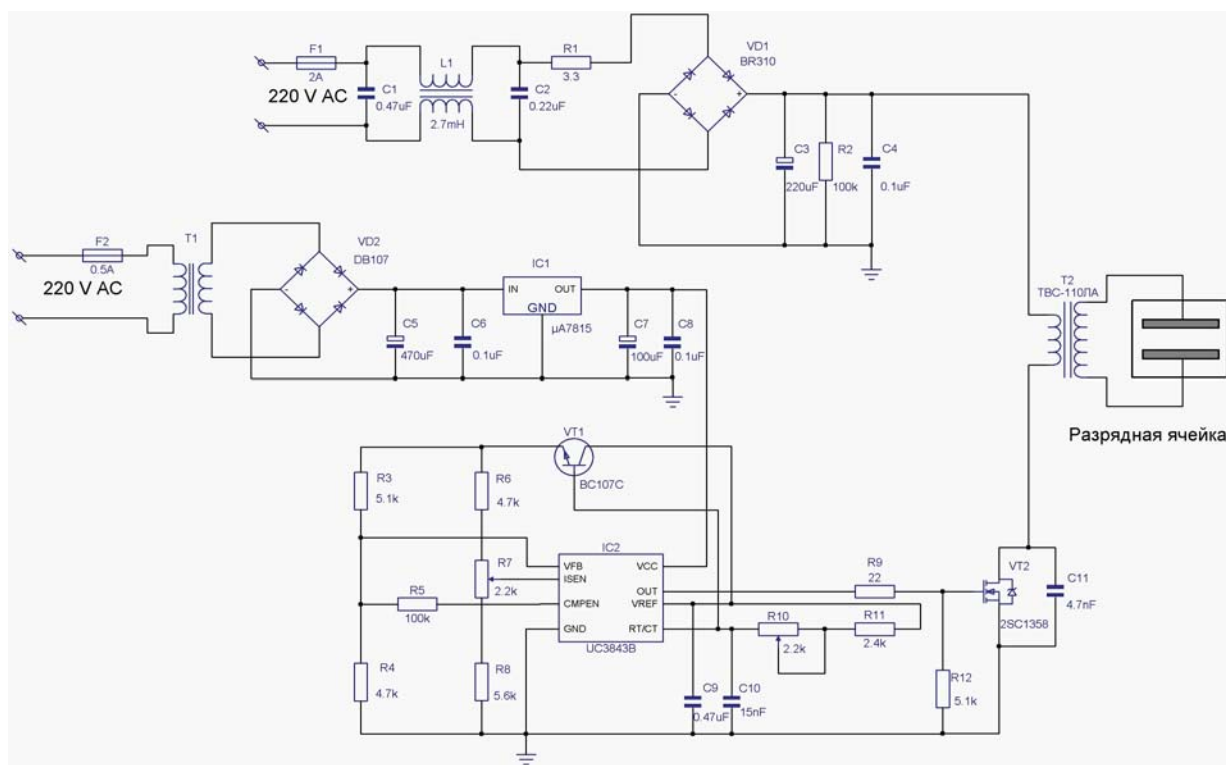 F1
2A
220 V AC
C1
0.47uF
L1
2.7mH
C2
0.22uF
R1
3.3
VD1
BR310
-
+
C3
220uF
R2
100k
C4
0.1uF
F2
0.5A
220 V AC
T1
VD2
DB107
-
+
C5
470uF
C6
0.1uF
IC1
IN
OUT
GND
µA7815
C7
100uF
C8
0.1uF
T2
ТВС-110ЛА
Разрядная ячейка
VT1
BC107C
R3
5.1k
R6
4.7k
R7
2.2k
R5
100k
R4
4.7k
R8
5.6k
IC2
VFB
ISEN
CMPEN
GND
VCC
OUT
VREF
RT/CT
UC3843B
R9
22
R10
2.2k
R11
2.4k
C9
0.47uF
C10
15nF
R12
5.1k
VT2
2SC1358
C11
4.7nF